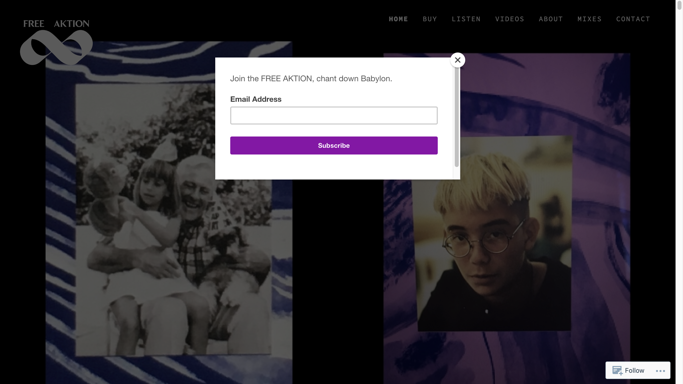 FREE AKTION
HOME BUY LISTEN VIDEOS ABOUT MIXES CONTACT
Join the FREE AKTION, chant down Babylon.
Email Address
Subscribe
Follow